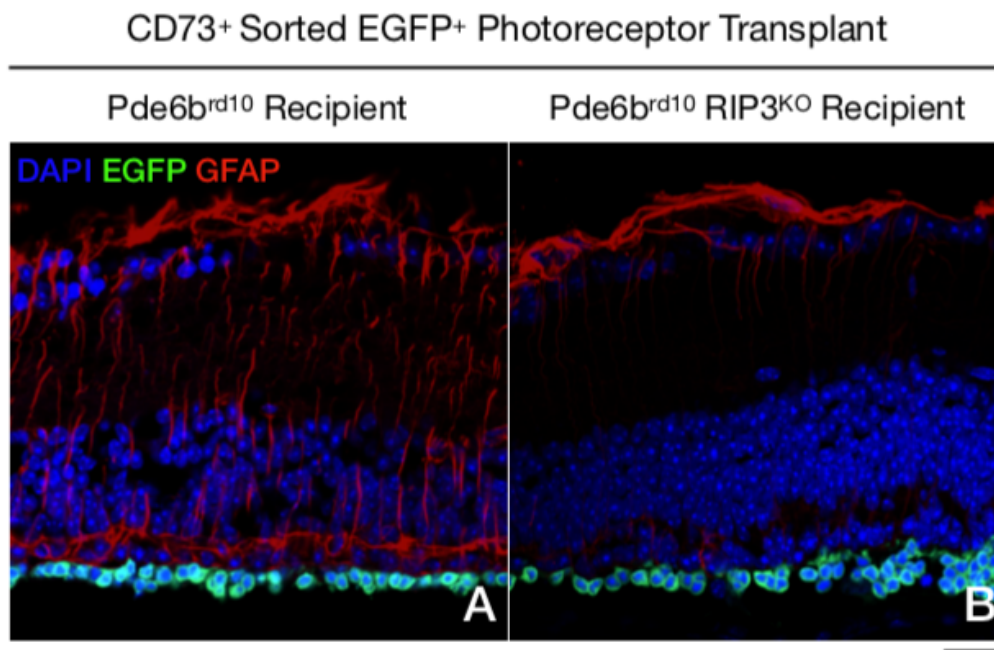 CD73⁺ Sorted EGFP⁺ Photoreceptor Transplant
Pde6bʳᵈ¹⁰ Recipient
Pde6bʳᵈ¹⁰ RIP3ᴷᴼ Recipient
DAPI EGFP GFAP
A
B